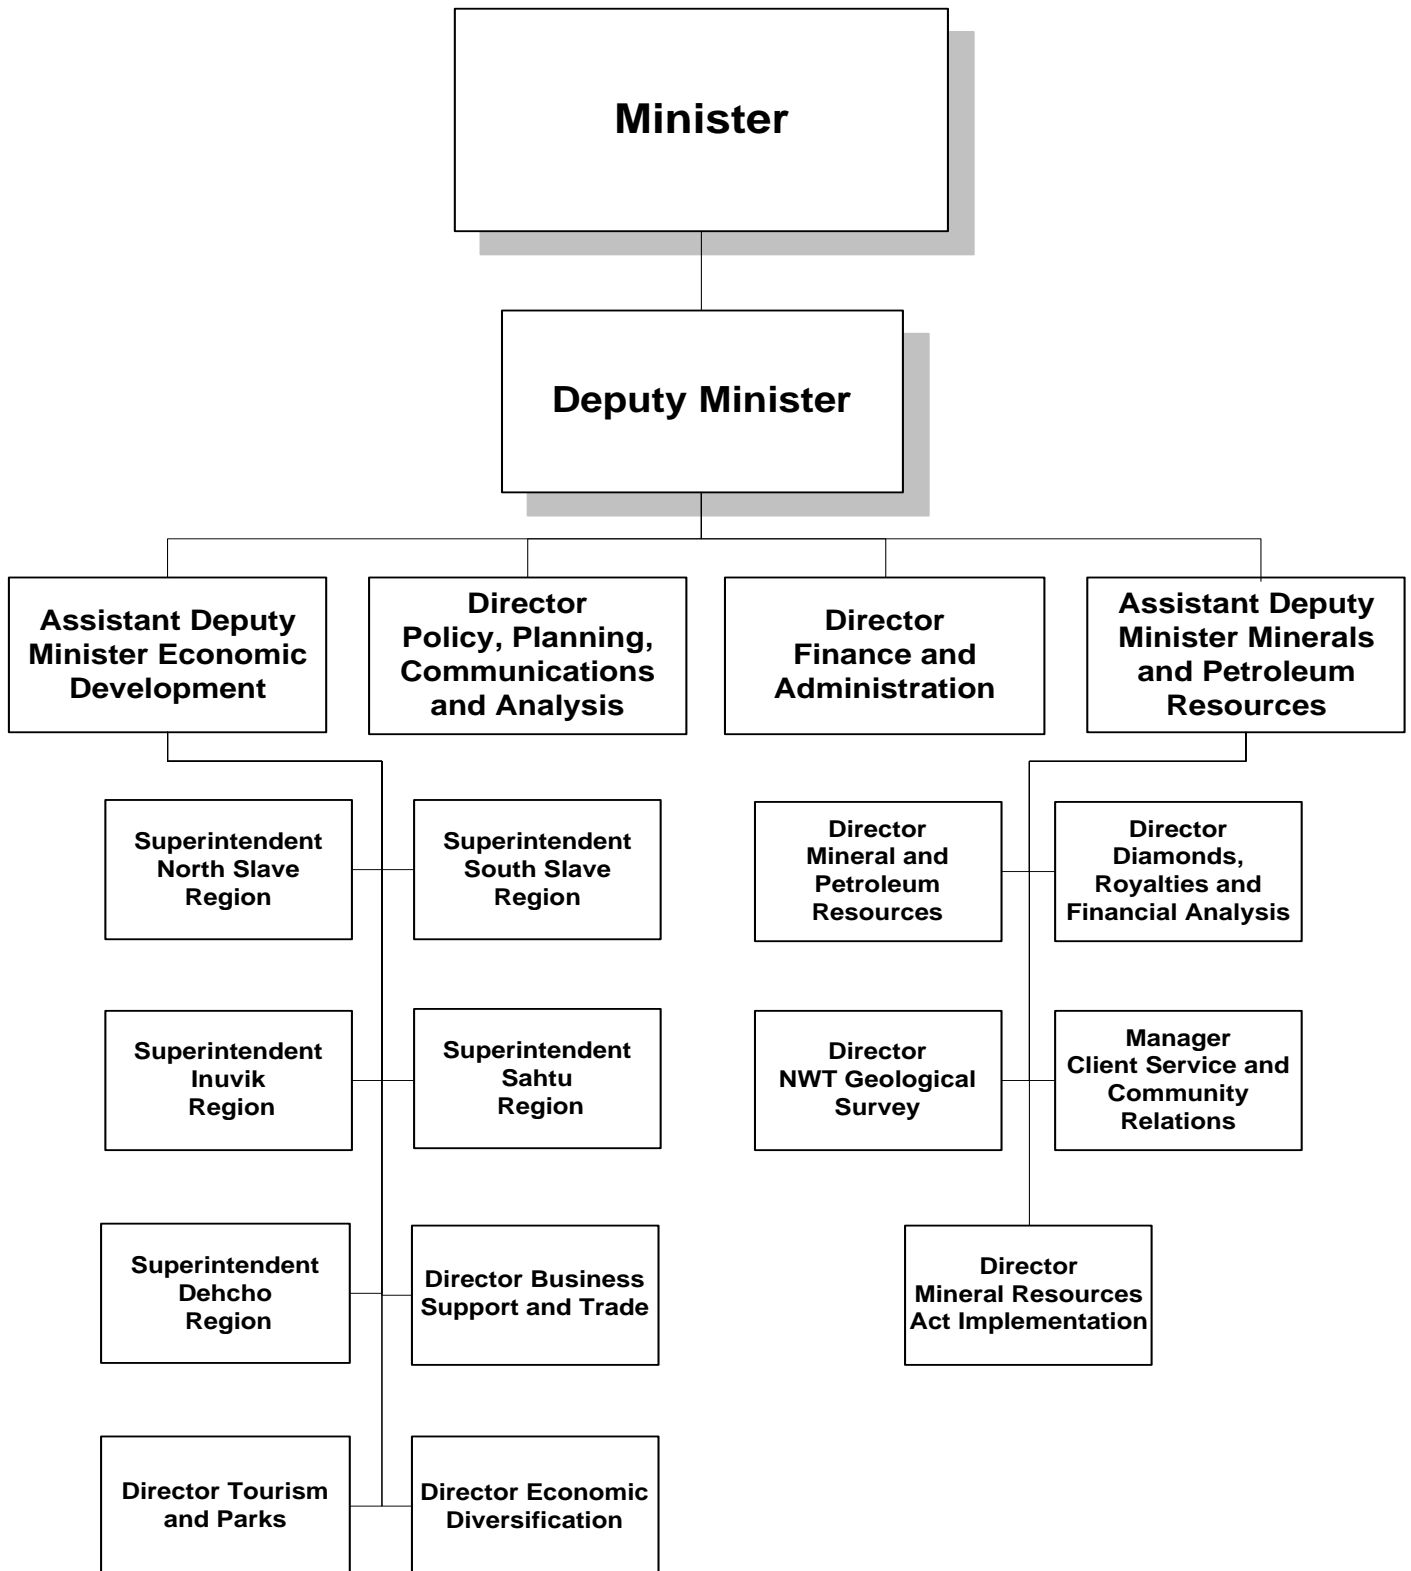 Minister
Deputy Minister
Assistant Deputy
Minister Economic
Development
Director
Policy, Planning,
Communications
and Analysis
Director
Finance and
Administration
Assistant Deputy
Minister Minerals
and Petroleum
Resources
Superintendent
North Slave
Region
Superintendent
South Slave
Region
Director
Mineral and
Petroleum
Resources
Director
Diamonds,
Royalties and
Financial Analysis
Superintendent
Inuvik
Region
Superintendent
Sahtu
Region
Director
NWT Geological
Survey
Manager
Client Service and
Community
Relations
Superintendent
Dehcho
Region
Director Business
Support and Trade
Director
Mineral Resources
Act Implementation
Director Tourism
and Parks
Director Economic
Diversification